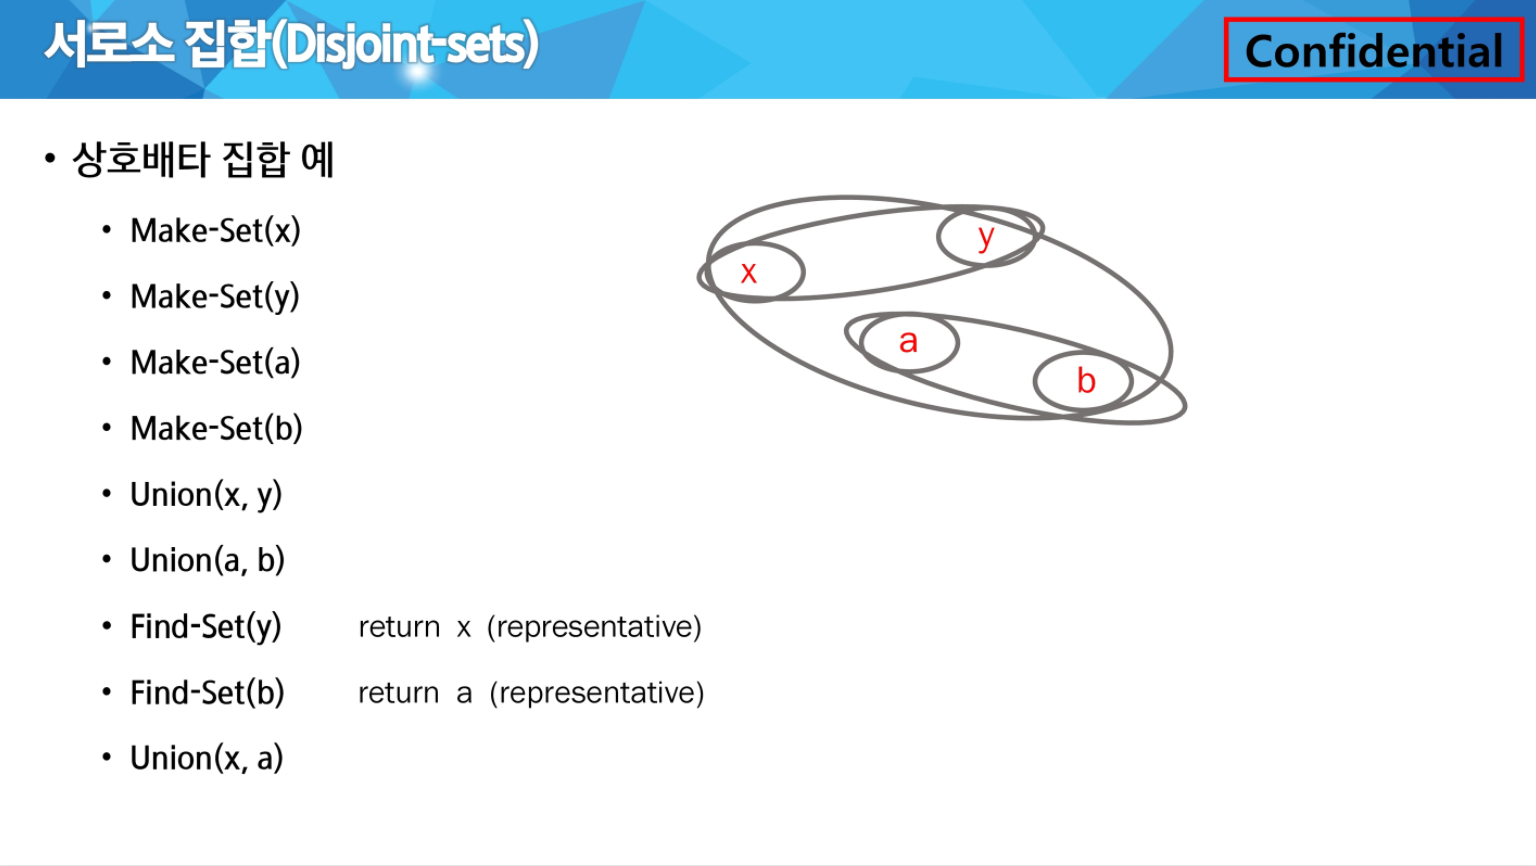 서로소 집합(Disjoint-sets)
Confidential
• 상호배타 집합 예
• Make-Set(x)
• Make-Set(y)
• Make-Set(a)
• Make-Set(b)
• Union(x, y)
• Union(a, b)
• Find-Set(y) return x (representative)
• Find-Set(b) return a (representative)
• Union(x, a)
y
x
a
b